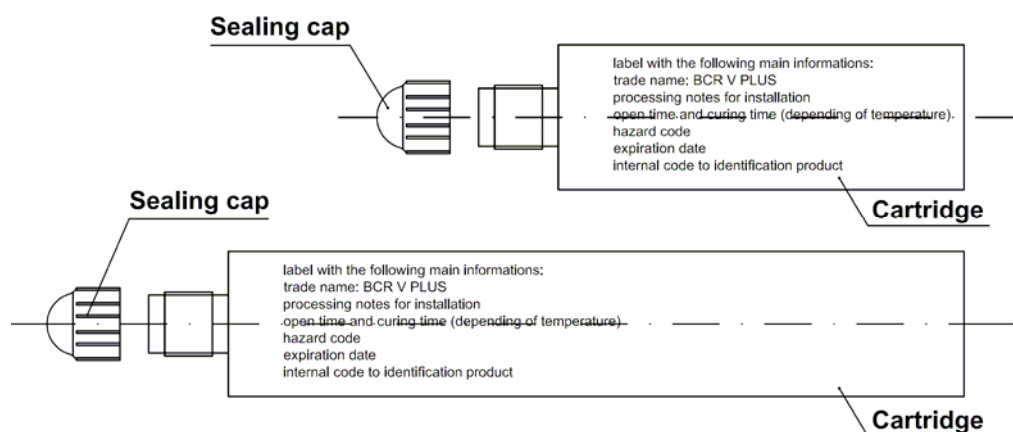 Sealing cap
label with the following main informations:
trade name: BCR V PLUS
processing notes for installation
open time and curing time (depending of temperature)
hazard code
expiration date
internal code to identification product
Cartridge
Sealing cap
label with the following main informations:
trade name: BCR V PLUS
processing notes for installation
open time and curing time (depending of temperature)
hazard code
expiration date
internal code to identification product
Cartridge